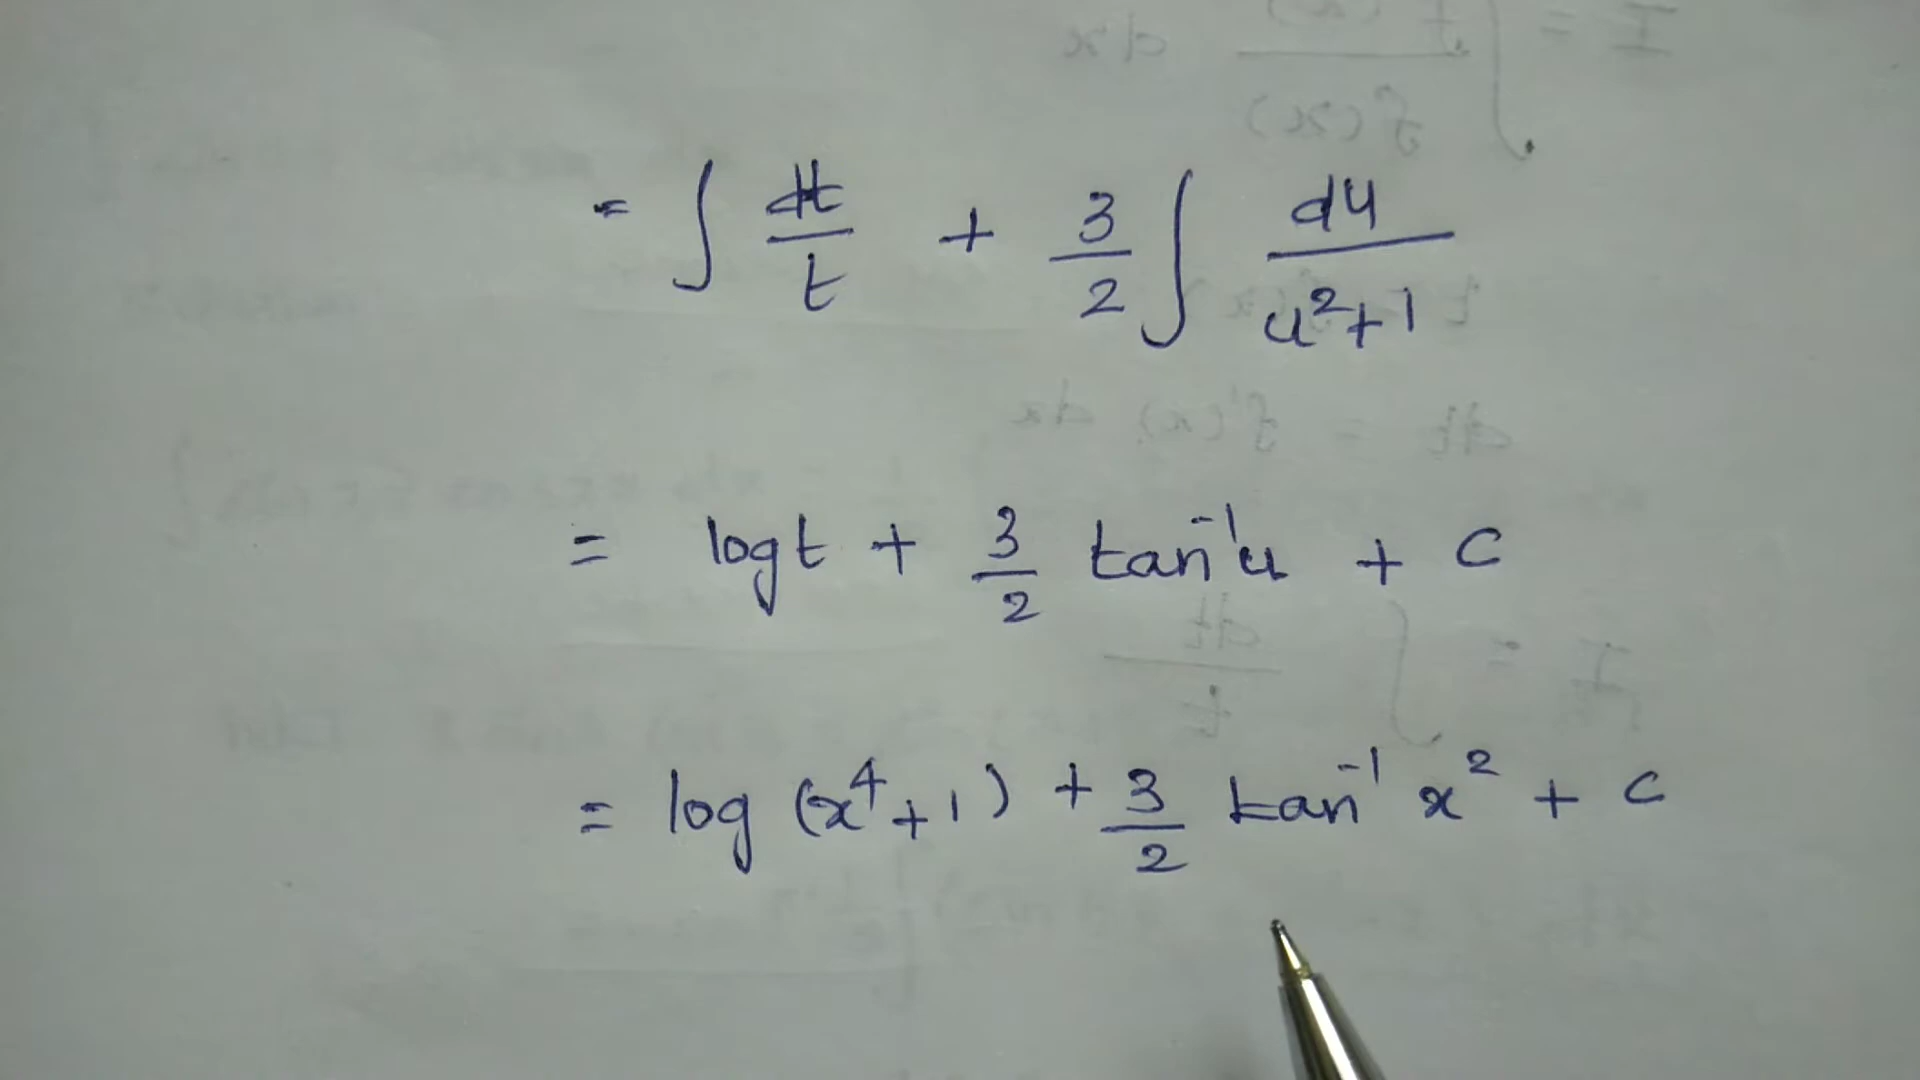 = ∫ dt/t + 3/2 ∫ du/u²+1
= log t + 3/2 tan⁻¹u + c
= log (x⁴+1) + 3/2 tan⁻¹ x² + c